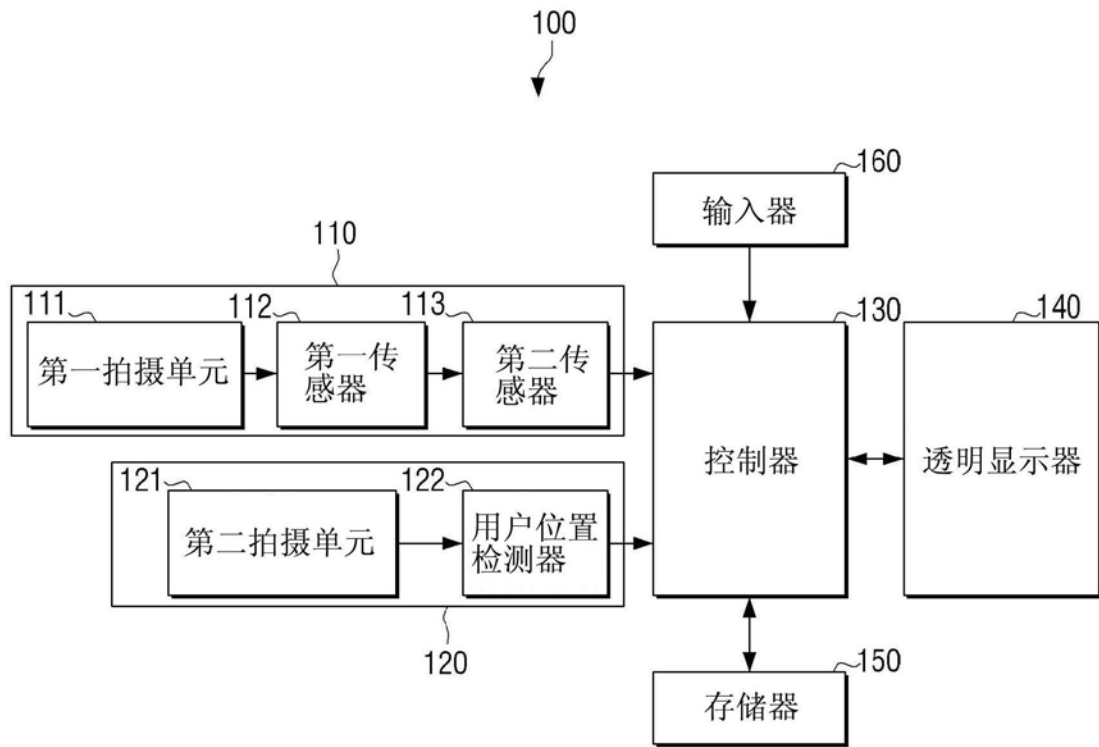 100
160
输入器
110
111
112
113
130
140
第一拍摄单元
第一传
感器
第二传
感器
控制器
透明显示器
121
122
第二拍摄单元
用户位置
检测器
120
150
存储器